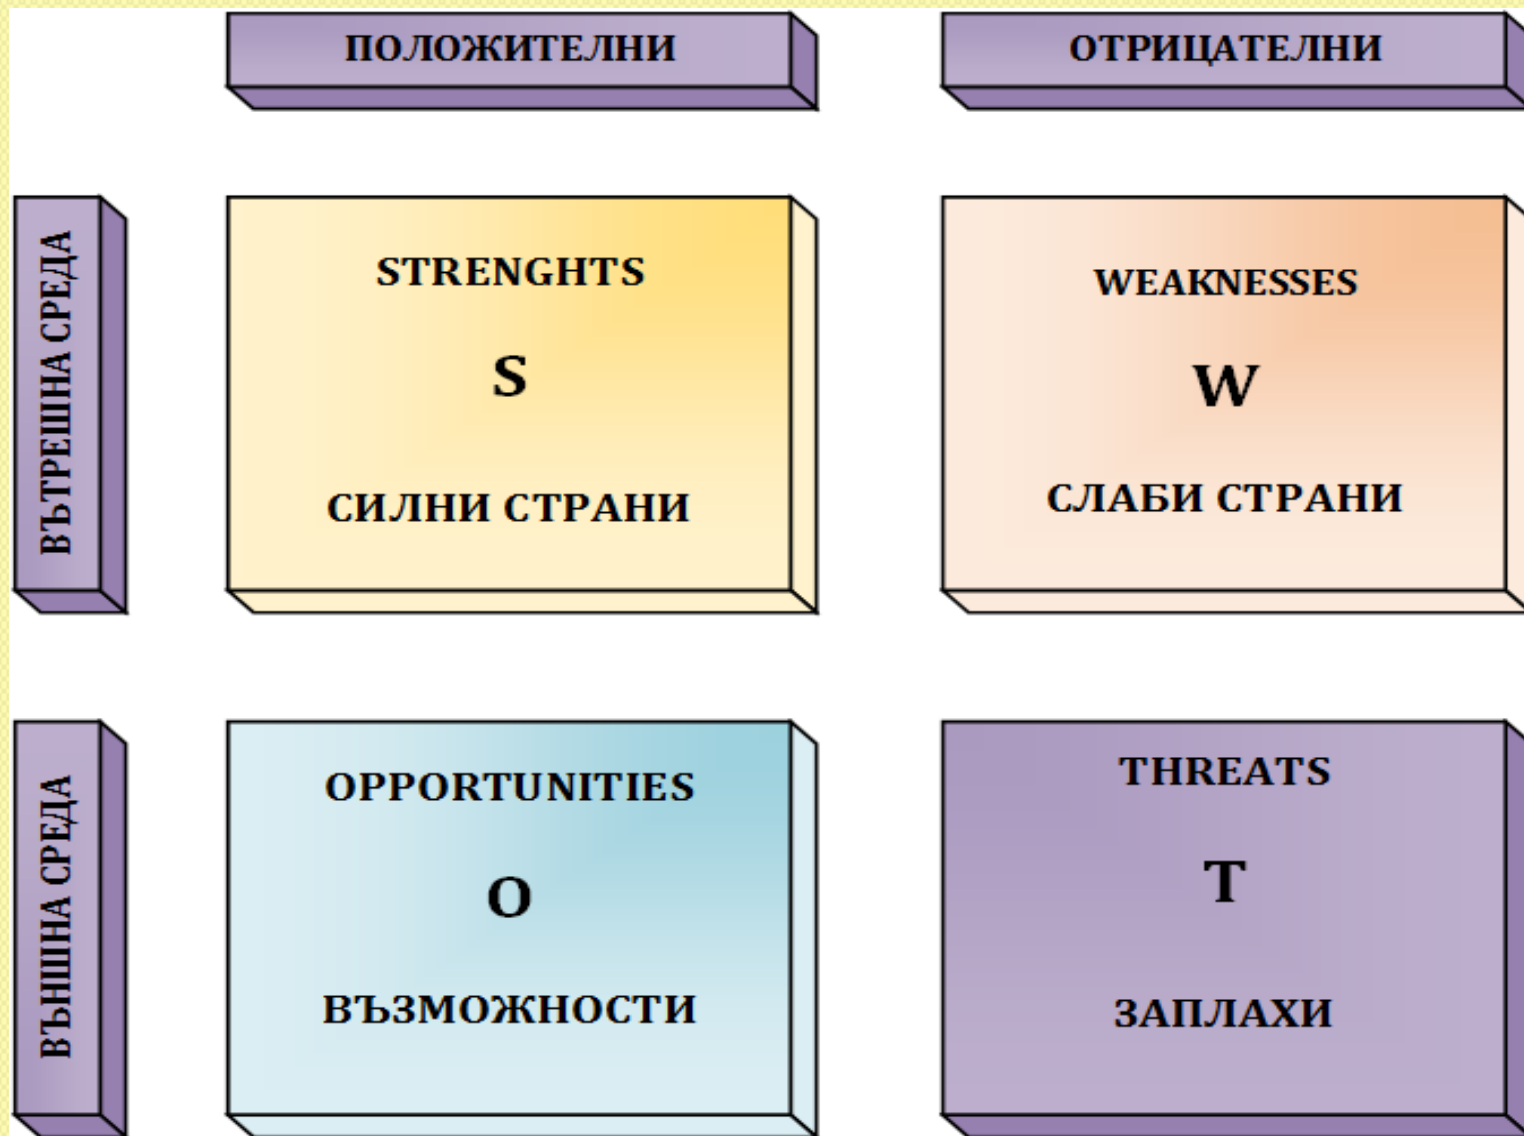 ПОЛОЖИТЕЛНИ
ОТРИЦАТЕЛНИ
ВЪТРЕШНА СРЕДА
STRENGHTS
S
СИЛНИ СТРАНИ
WEAKNESSES
W
СЛАБИ СТРАНИ
ВЪНШНА СРЕДА
OPPORTUNITIES
O
ВЪЗМОЖНОСТИ
THREATS
T
ЗАПЛАХИ